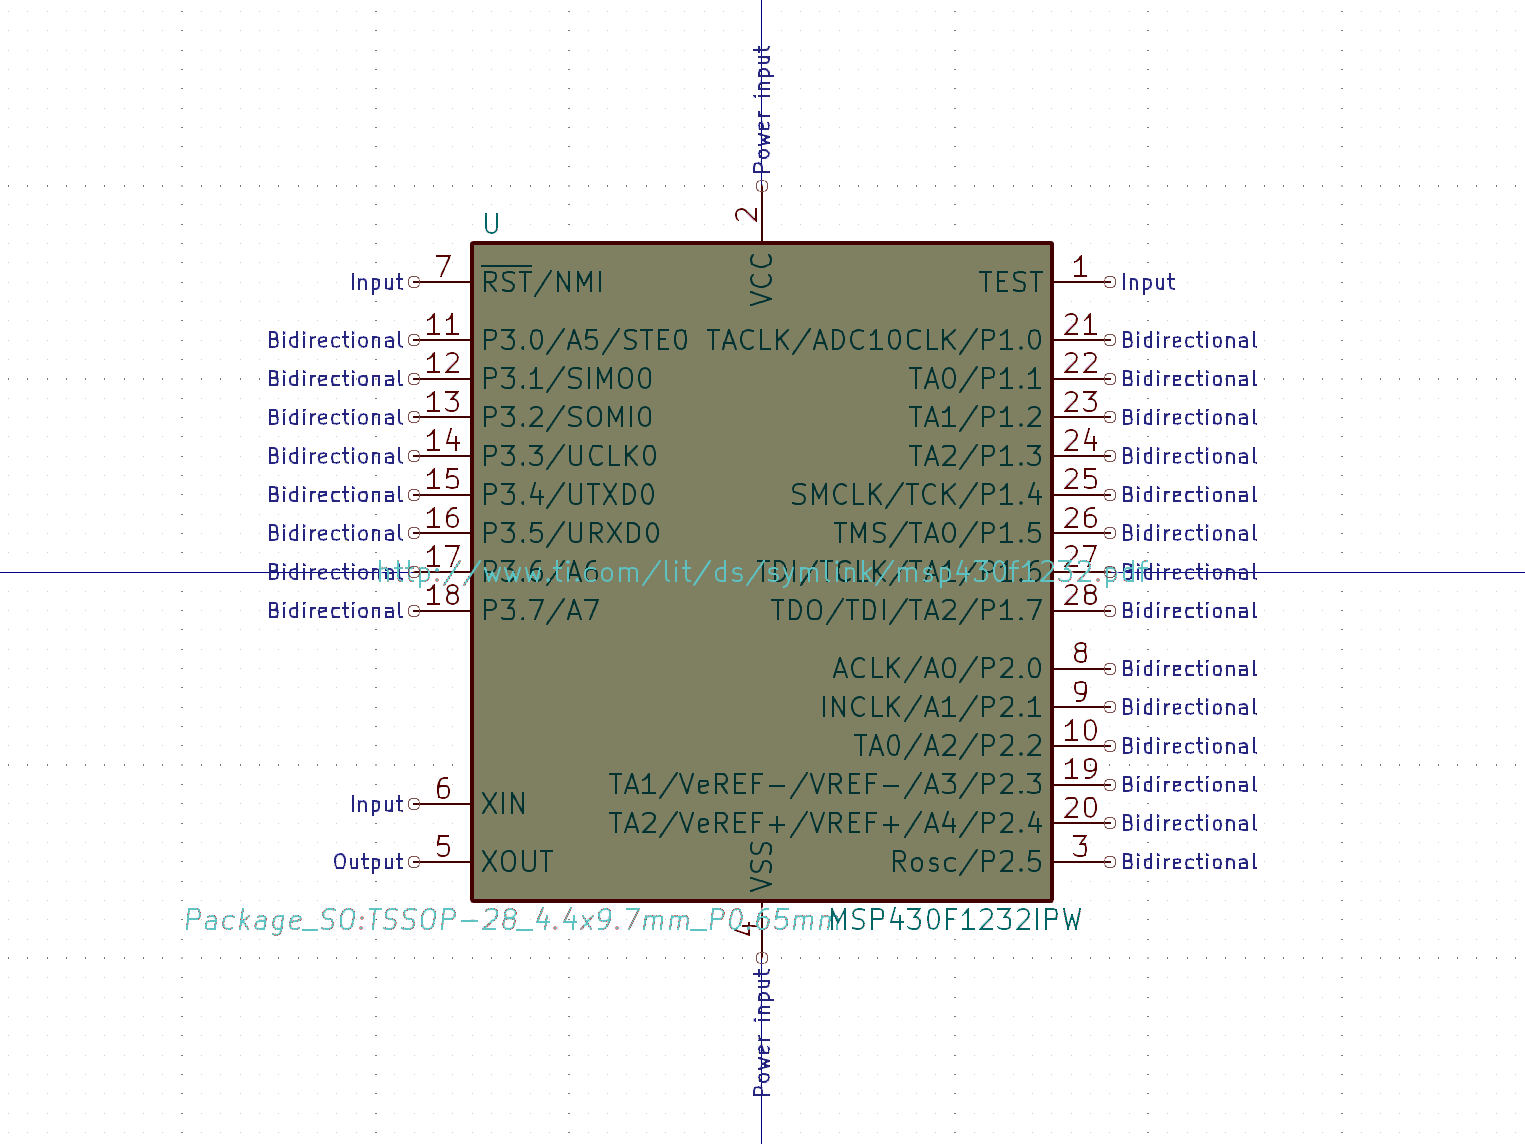 Power input
2
U
VCC
Input 7 RST/NMI TEST 1 Input
Bidirectional 11 P3.0/A5/STE0 TACLK/ADC10CLK/P1.0 21 Bidirectional
Bidirectional 12 P3.1/SIMO0 TA0/P1.1 22 Bidirectional
Bidirectional 13 P3.2/SOMI0 TA1/P1.2 23 Bidirectional
Bidirectional 14 P3.3/UCLK0 TA2/P1.3 24 Bidirectional
Bidirectional 15 P3.4/UTXD0 SMCLK/TCK/P1.4 25 Bidirectional
Bidirectional 16 P3.5/URXD0 TMS/TA0/P1.5 26 Bidirectional
Bidirectional 17 P3.6/A6 TDI/TCLK/TA1/P1.6 27 Bidirectional
http://www.ti.com/lit/ds/symlink/msp430f1232.pdf
Bidirectional 18 P3.7/A7 TDO/TDI/TA2/P1.7 28 Bidirectional
ACLK/A0/P2.0 8 Bidirectional
INCLK/A1/P2.1 9 Bidirectional
TA0/A2/P2.2 10 Bidirectional
TA1/VeREF-/VREF-/A3/P2.3 19 Bidirectional
Input 6 XIN
TA2/VeREF+/VREF+/A4/P2.4 20 Bidirectional
Output 5 XOUT Rosc/P2.5 3 Bidirectional
VSS
Package_SO:TSSOP-28_4.4x9.7mm_P0.65mm
MSP430F1232IPW
4
Power input